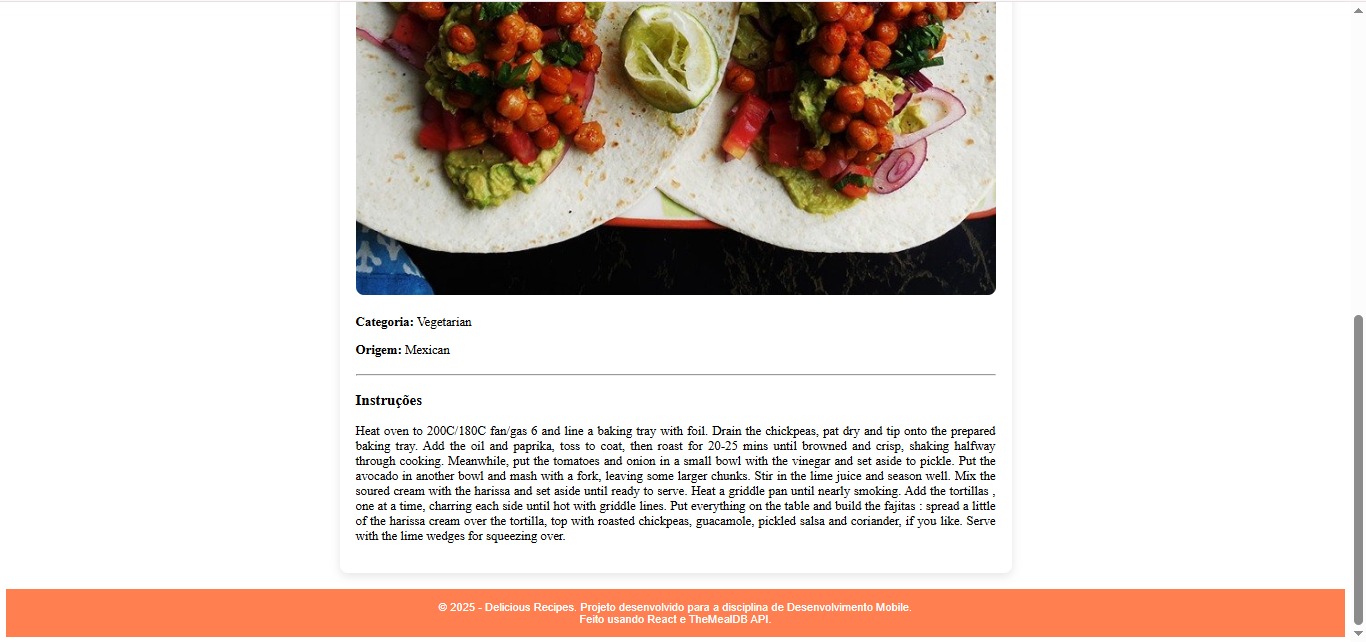 Categoria: Vegetarian
Origem: Mexican
Instruções
Heat oven to 200C/180C fan/gas 6 and line a baking tray with foil. Drain the chickpeas, pat dry and tip onto the prepared
baking tray. Add the oil and paprika, toss to coat, then roast for 20-25 mins until browned and crisp, shaking halfway
through cooking. Meanwhile, put the tomatoes and onion in a small bowl with the vinegar and set aside to pickle. Put the
avocado in another bowl and mash with a fork, leaving some larger chunks. Stir in the lime juice and season well. Mix the
soured cream with the harissa and set aside until ready to serve. Heat a griddle pan until nearly smoking. Add the tortillas ,
one at a time, charring each side until hot with griddle lines. Put everything on the table and build the fajitas : spread a little
of the harissa cream over the tortilla, top with roasted chickpeas, guacamole, pickled salsa and coriander, if you like. Serve
with the lime wedges for squeezing over.
© 2025 - Delicious Recipes. Projeto desenvolvido para a disciplina de Desenvolvimento Mobile.
Feito usando React e TheMealDB API.